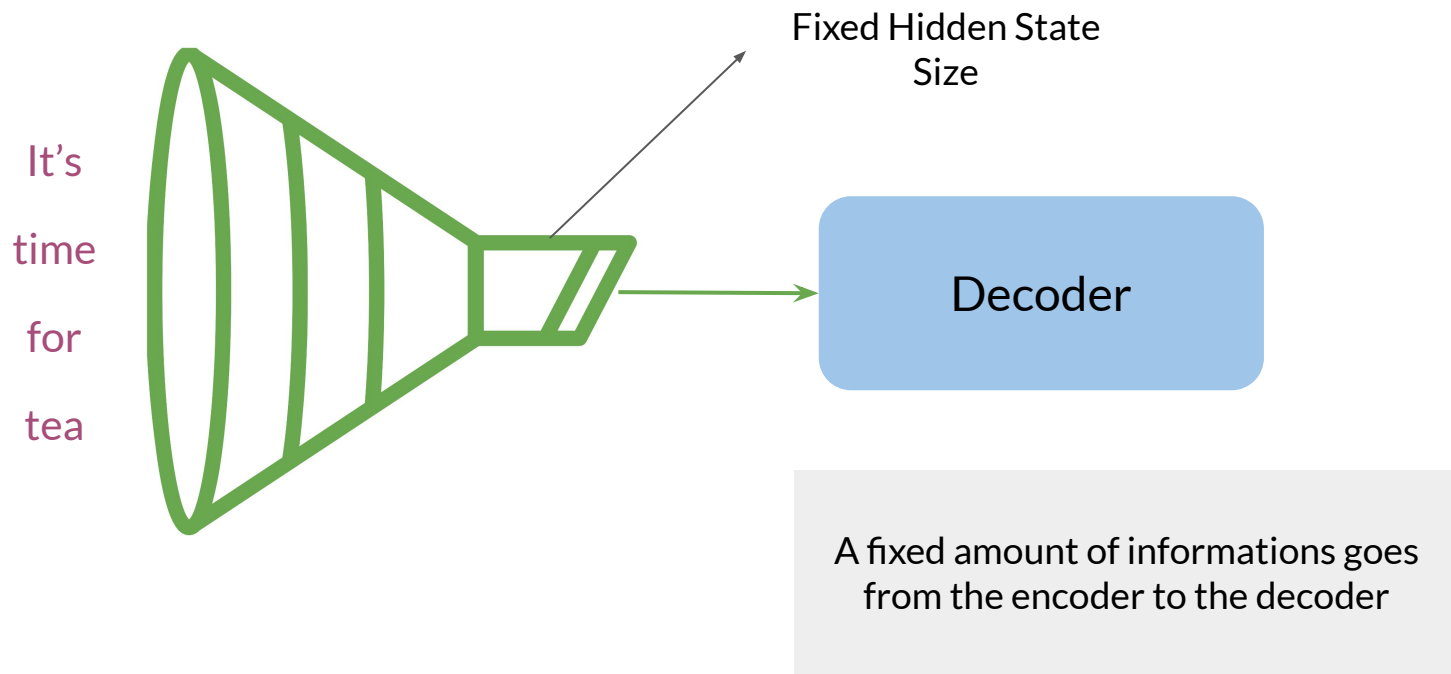 It’s
time
for
tea
Fixed Hidden State
Size
Decoder
A fixed amount of informations goes
from the encoder to the decoder